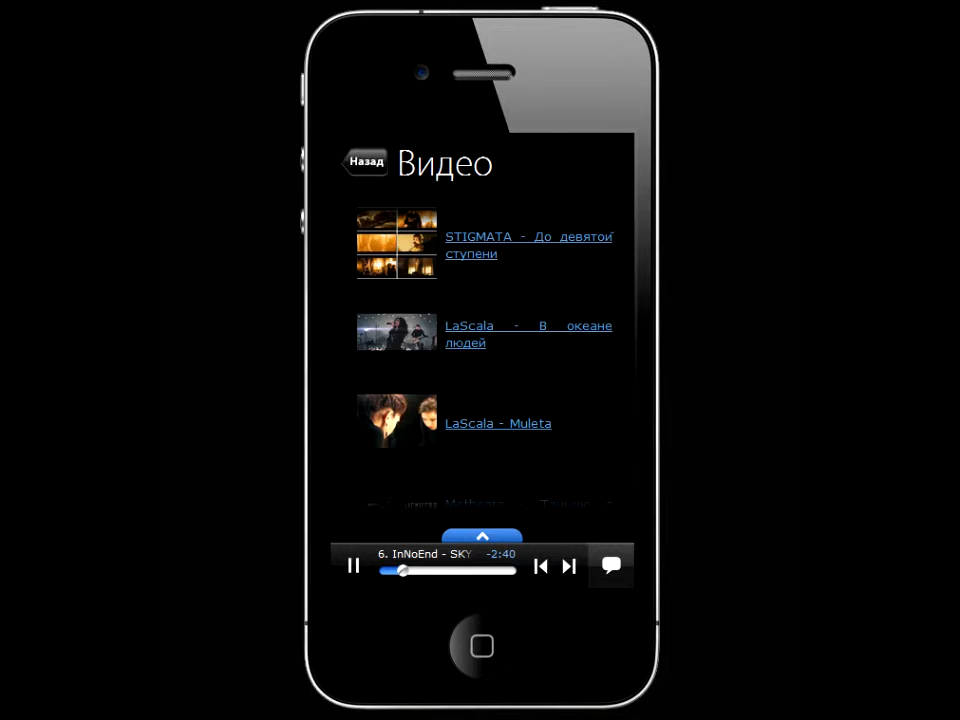 Назад
Видео
STIGMATA - До девятой
ступени
LaScala - В океане
людей
LaScala - Muleta
6. InNoEnd - SKY
-2:40